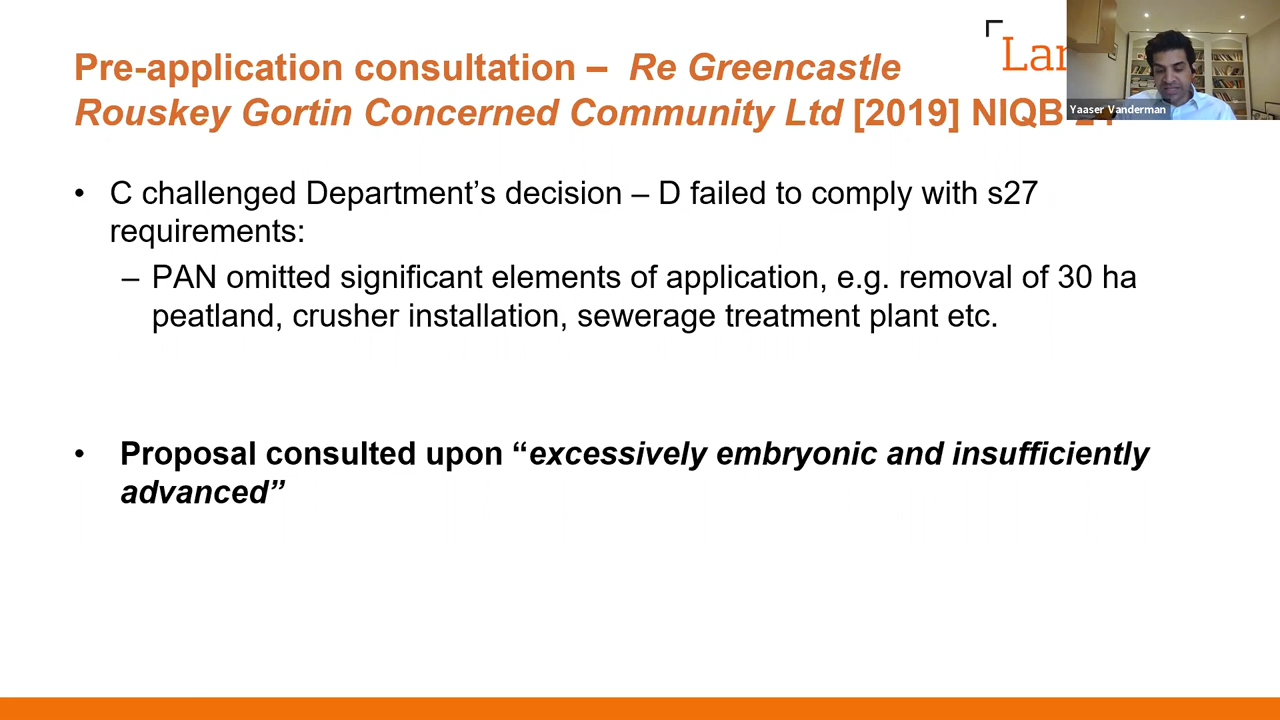 Pre-application consultation – Re Greencastle
Rouskey Gortin Concerned Community Ltd [2019] NIQB
Yaaser Vanderman
• C challenged Department’s decision – D failed to comply with s27
requirements:
– PAN omitted significant elements of application, e.g. removal of 30 ha
peatland, crusher installation, sewerage treatment plant etc.
• Proposal consulted upon “excessively embryonic and insufficiently
advanced”